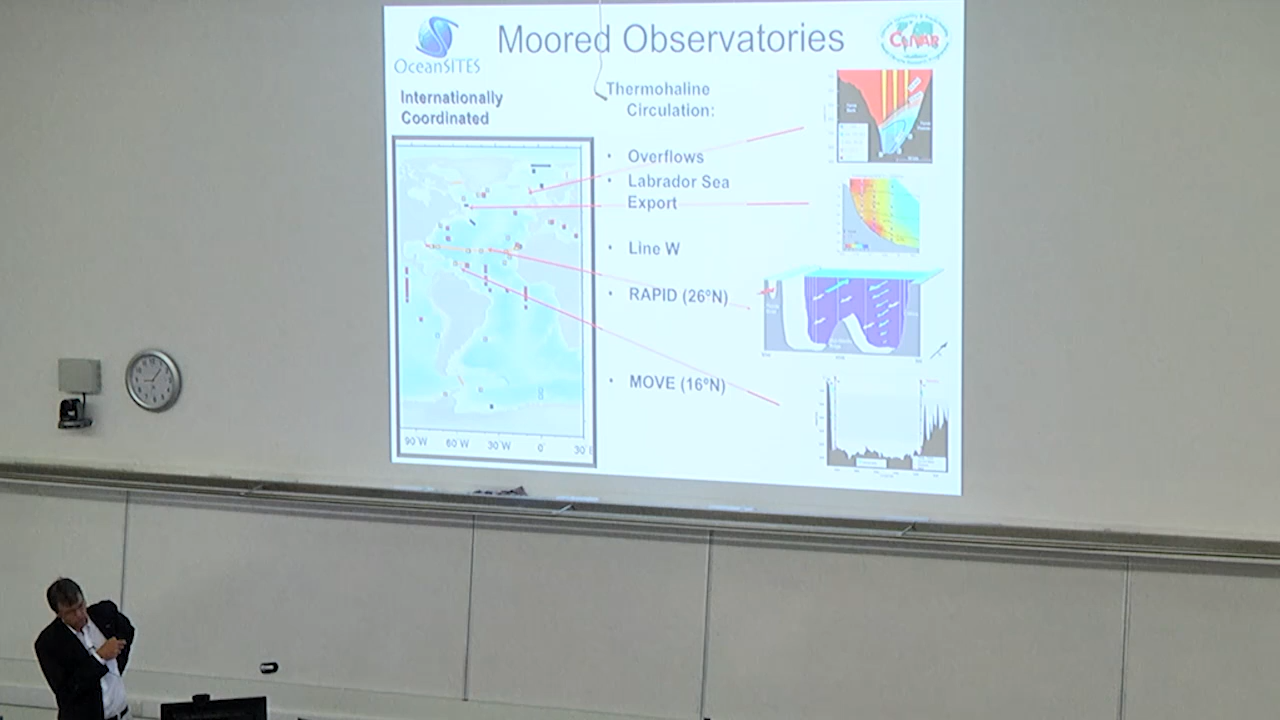 Moored Observatories
OceanSITES
CLIVAR
Internationally
Coordinated
Thermohaline
Circulation:
• Overflows
• Labrador Sea
Export
• Line W
• RAPID (26°N)
• MOVE (16°N)
90°W 60°W 30°W 0° 30°E